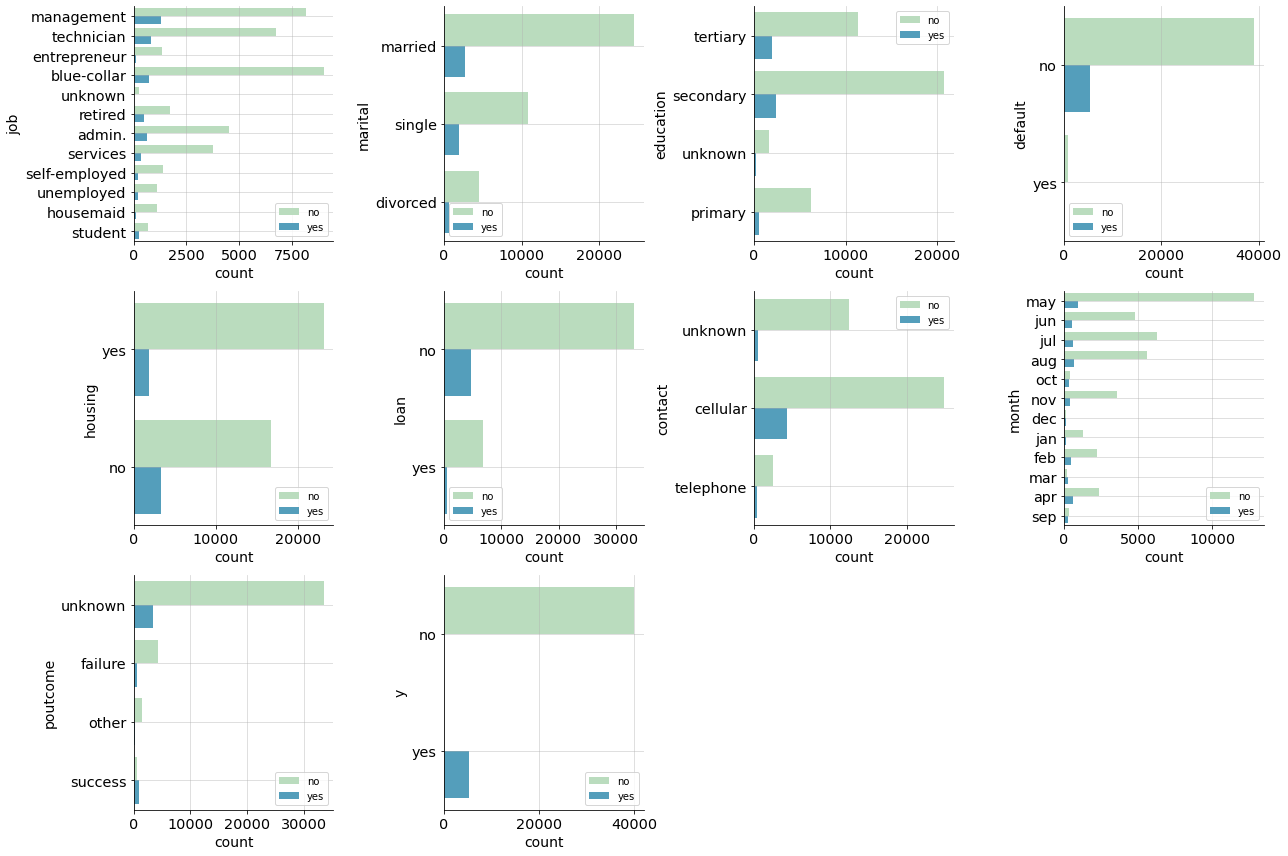 job
management
technician
entrepreneur
blue-collar
unknown
retired
admin.
services
self-employed
unemployed
housemaid
student
no
yes
0 2500 5000 7500
count
marital
married
single
divorced
no
yes
0 10000 20000
count
education
tertiary
secondary
unknown
primary
no
yes
0 10000 20000
count
default
no
yes
no
yes
0 20000 40000
count
housing
yes
no
no
yes
0 10000 20000
count
loan
no
yes
no
yes
0 10000 20000 30000
count
contact
unknown
cellular
telephone
no
yes
0 10000 20000
count
month
may
jun
jul
aug
oct
nov
dec
jan
feb
mar
apr
sep
no
yes
0 5000 10000
count
poutcome
unknown
failure
other
success
no
yes
0 10000 20000 30000
count
y
no
yes
no
yes
0 20000 40000
count